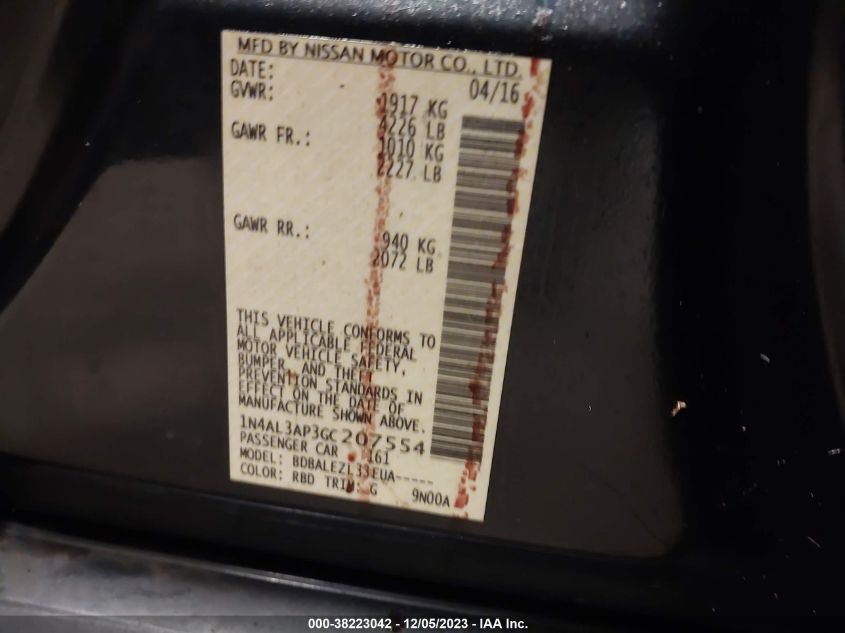 MFD BY NISSAN MOTOR CO., LTD.
DATE: 04/16
GVWR: 1917 KG
4226 LB
GAWR FR.: 1010 KG
2227 LB
GAWR RR.: 940 KG
2072 LB
THIS VEHICLE CONFORMS TO
ALL APPLICABLE FEDERAL
MOTOR VEHICLE SAFETY,
BUMPER, AND THEFT
PREVENTION STANDARDS IN
EFFECT ON THE DATE OF
MANUFACTURE SHOWN ABOVE.
1N4AL3AP3GC207554
PASSENGER CAR 161
MODEL: BDBALEZL33EUA-----
COLOR: RBD TRIM: G 9N00A
000-38223042 - 12/05/2023 - IAA Inc.